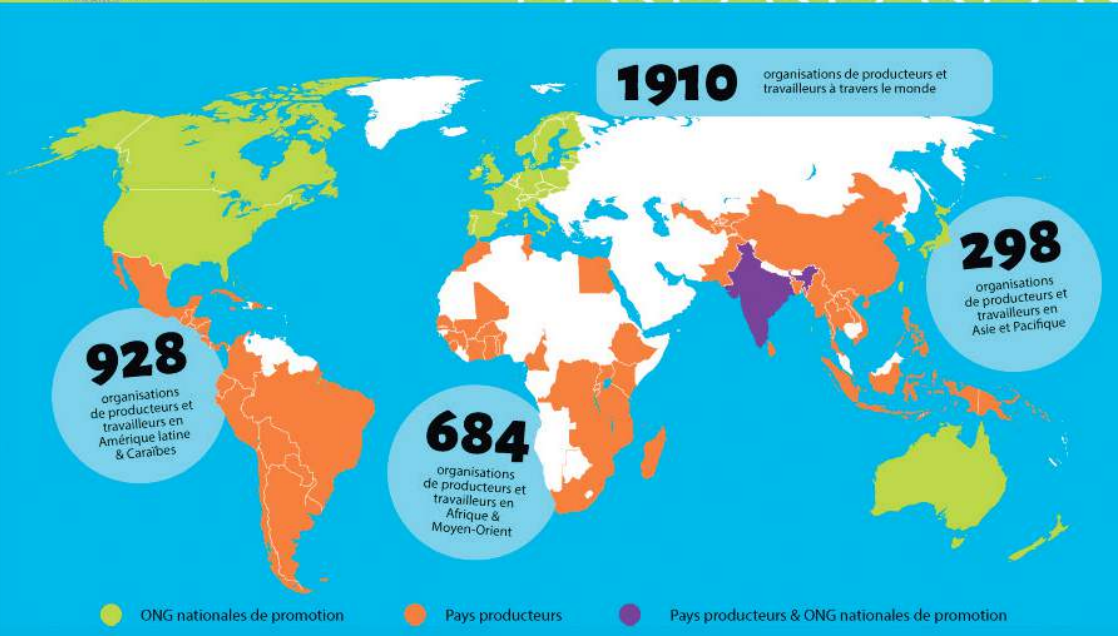 1910
organisations de producteurs et
travailleurs à travers le monde
298
organisations
de producteurs et
travailleurs en
Asie et Pacifique
928
organisations
de producteurs et
travailleurs en
Amérique latine
& Caraïbes
684
organisations
de producteurs et
travailleurs en
Afrique &
Moyen-Orient
ONG nationales de promotion
Pays producteurs
Pays producteurs & ONG nationales de promotion